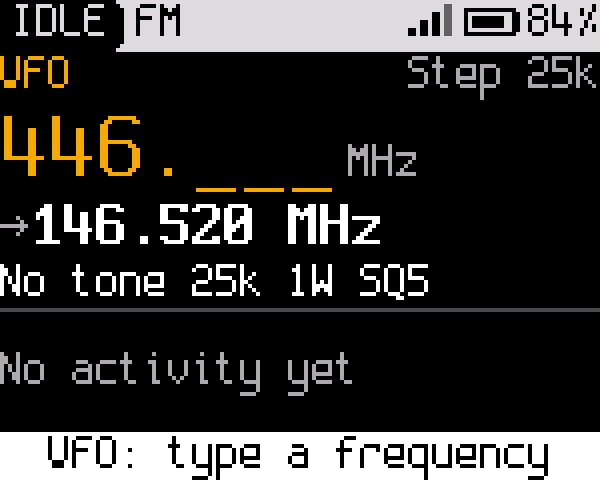 IDLE FM 84%
VFO Step 25k
446.___ MHz
→146.520 MHz
No tone 25k 1W SQ5
No activity yet
VFO: type a frequency